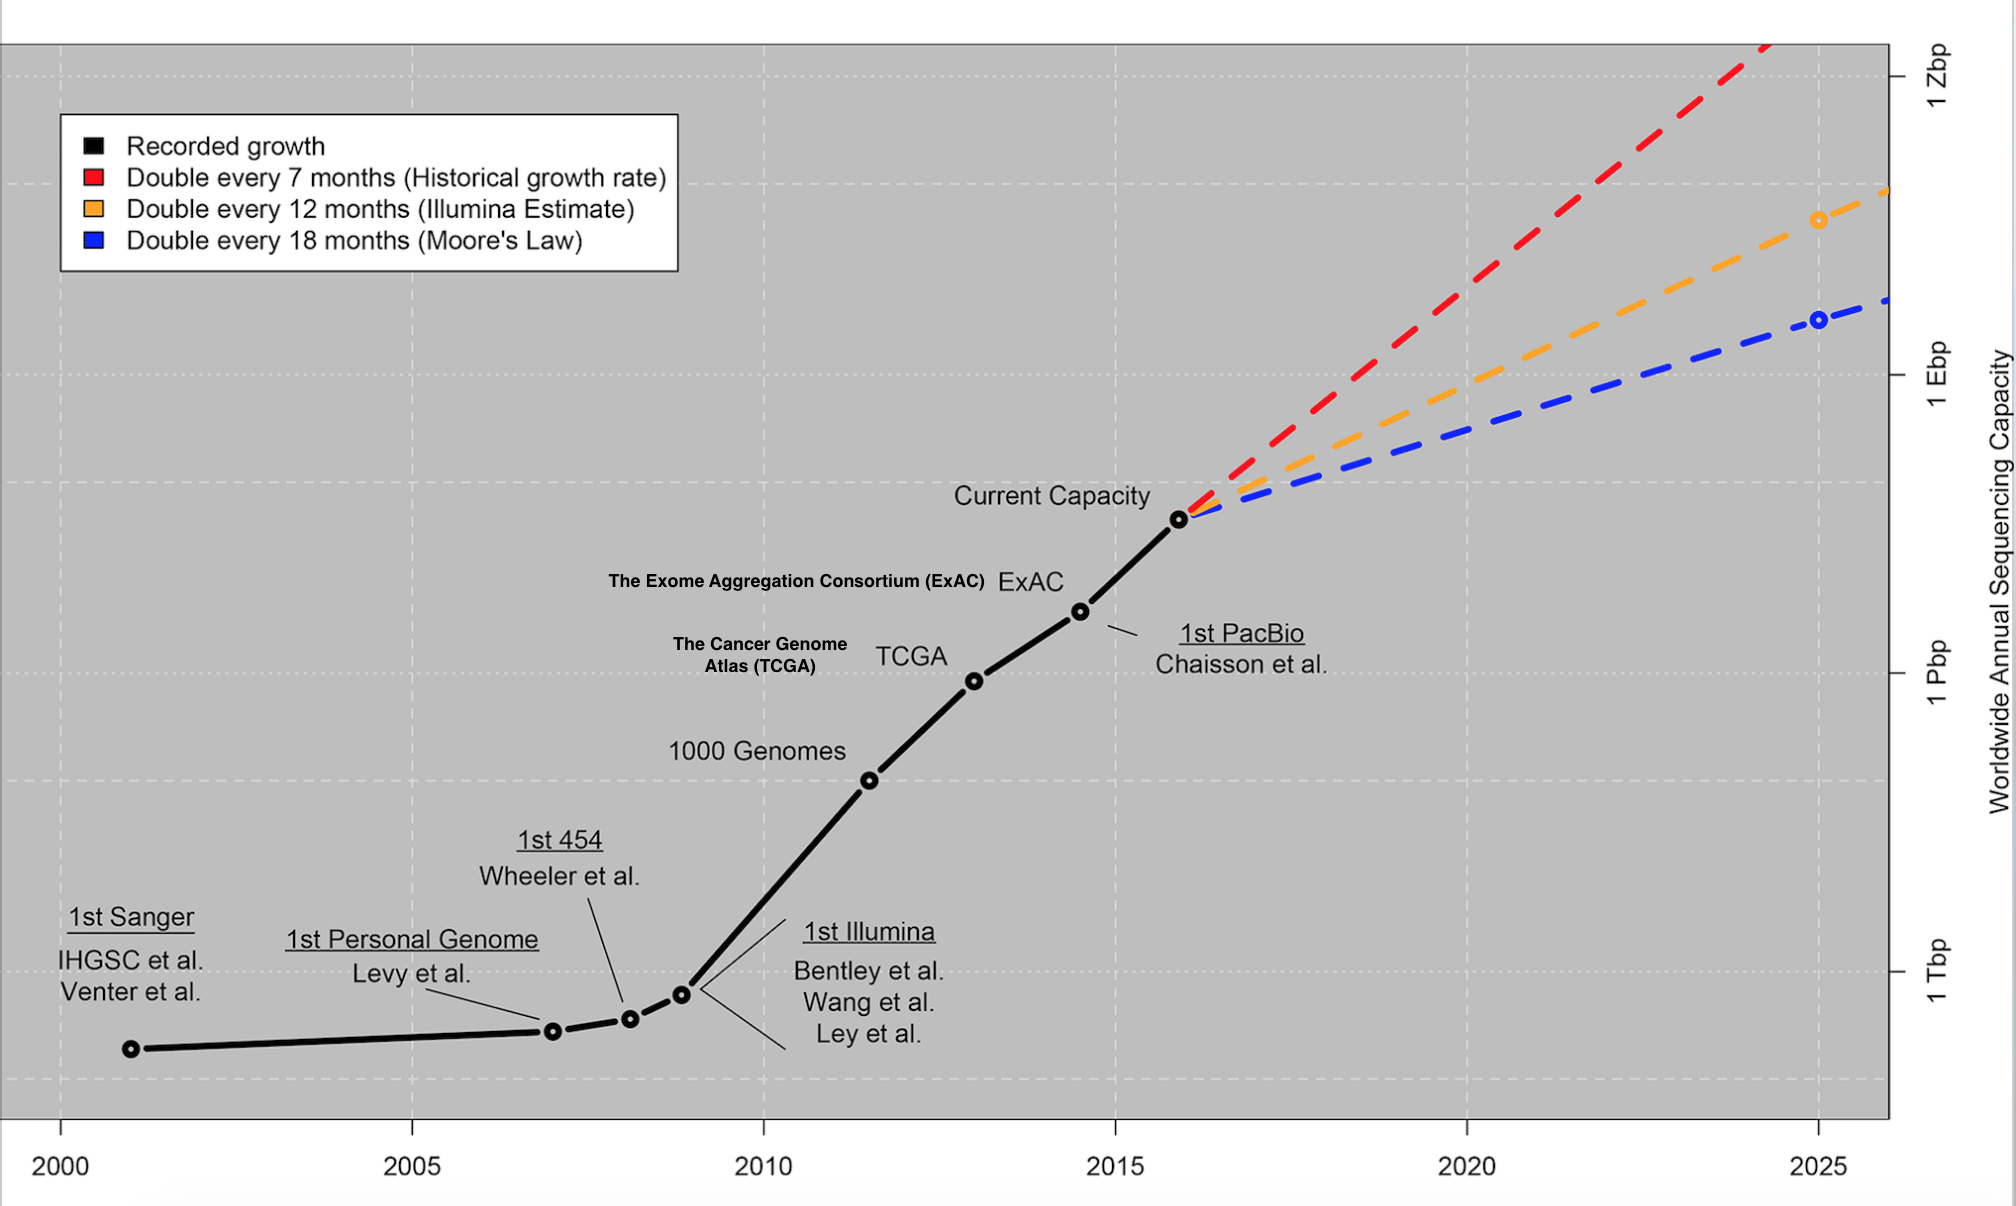 Recorded growth
Double every 7 months (Historical growth rate)
Double every 12 months (Illumina Estimate)
Double every 18 months (Moore's Law)
Current Capacity
The Exome Aggregation Consortium (ExAC)
ExAC
1st PacBio
Chaisson et al.
The Cancer Genome
Atlas (TCGA)
TCGA
1000 Genomes
1st 454
Wheeler et al.
1st Sanger
IHGSC et al.
Venter et al.
1st Personal Genome
Levy et al.
1st Illumina
Bentley et al.
Wang et al.
Ley et al.
1 Zbp
1 Ebp
1 Pbp
1 Tbp
Worldwide Annual Sequencing Capacity
2000
2005
2010
2015
2020
2025